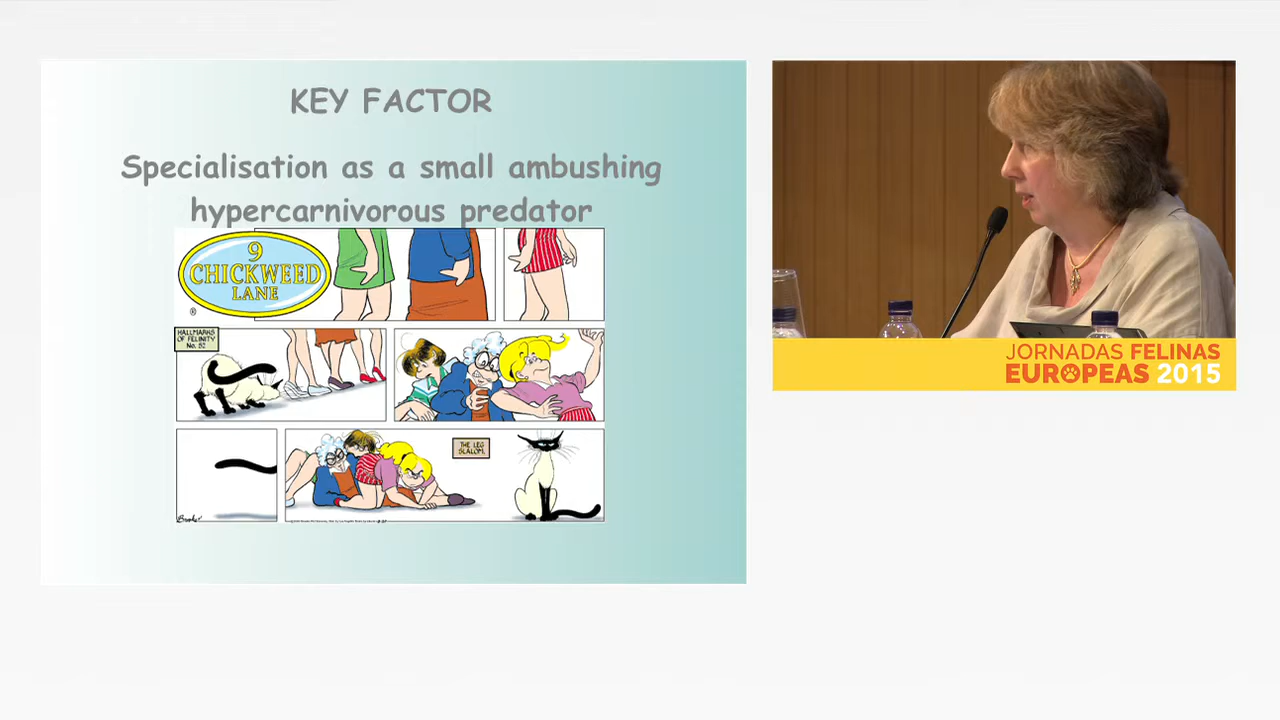 KEY FACTOR
Specialisation as a small ambushing
hypercarnivorous predator
9
CHICKWEED
LANE
®
HALLMARKS
OF FELINITY
No. 52
THE LEG
SLALOM.
JORNADAS FELINAS
EUROPEAS 2015